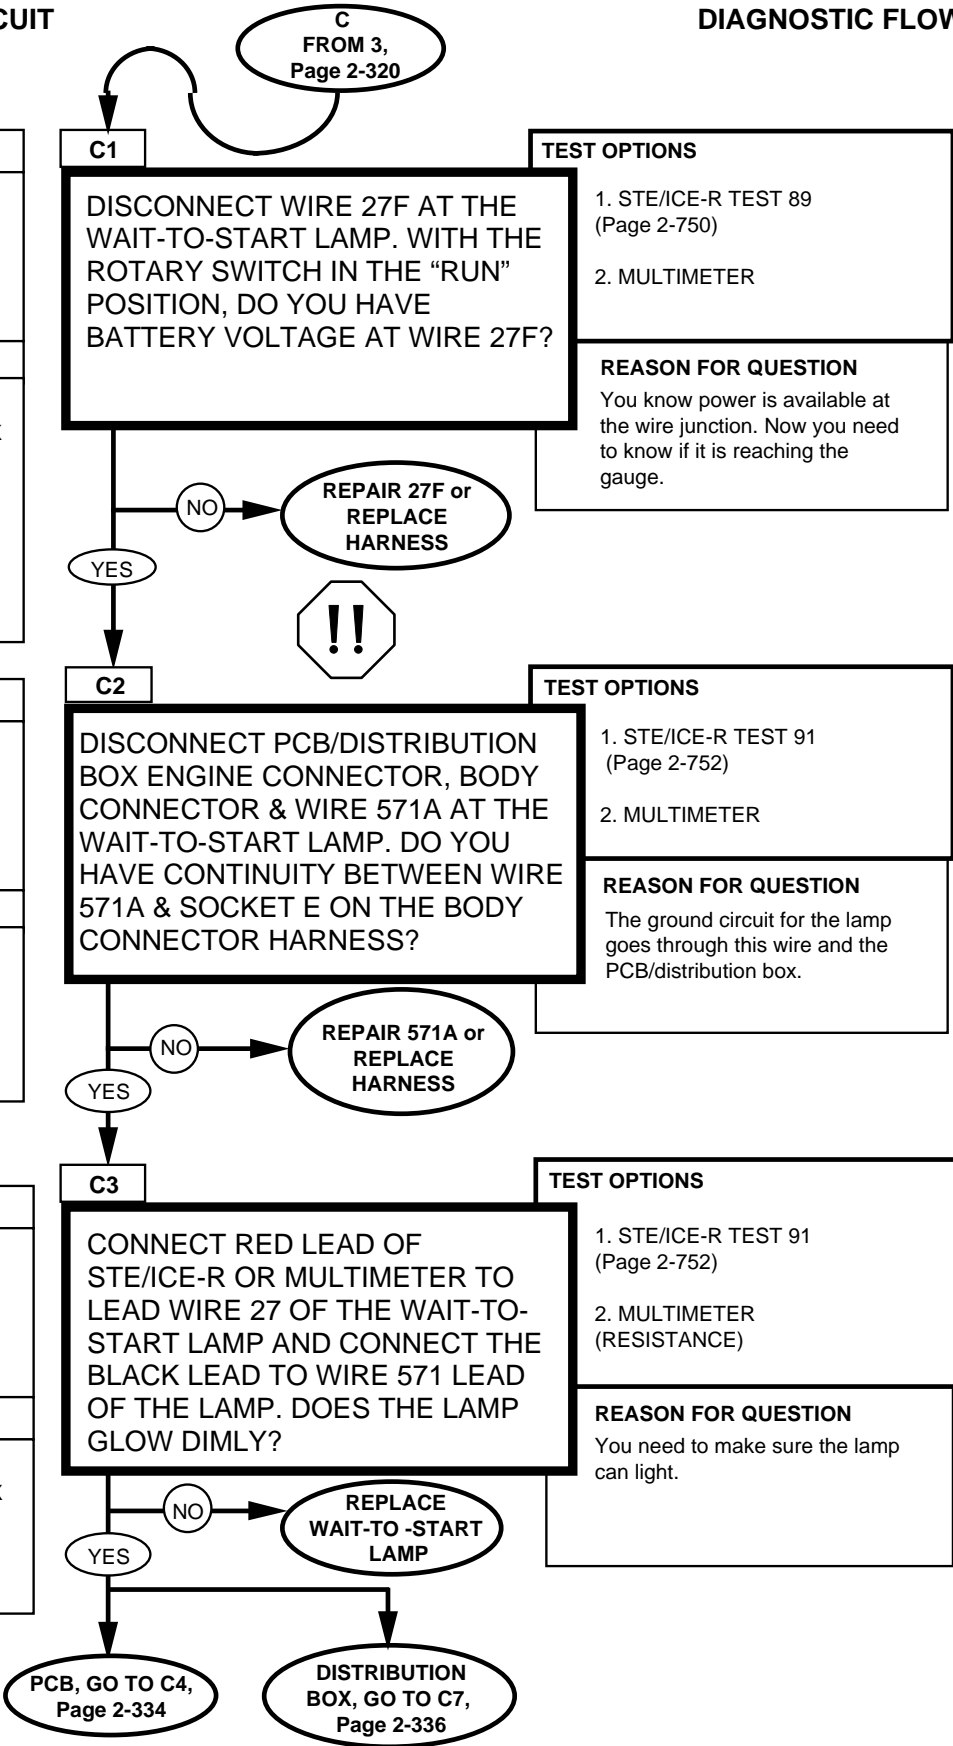 CUIT
DIAGNOSTIC FLOW
C
FROM 3,
Page 2-320
C1
DISCONNECT WIRE 27F AT THE
WAIT-TO-START LAMP. WITH THE
ROTARY SWITCH IN THE “RUN”
POSITION, DO YOU HAVE
BATTERY VOLTAGE AT WIRE 27F?
TEST OPTIONS
1. STE/ICE-R TEST 89
(Page 2-750)
2. MULTIMETER
REASON FOR QUESTION
You know power is available at
the wire junction. Now you need
to know if it is reaching the
gauge.
NO
REPAIR 27F or
REPLACE
HARNESS
YES
!!
C2
DISCONNECT PCB/DISTRIBUTION
BOX ENGINE CONNECTOR, BODY
CONNECTOR & WIRE 571A AT THE
WAIT-TO-START LAMP. DO YOU
HAVE CONTINUITY BETWEEN WIRE
571A & SOCKET E ON THE BODY
CONNECTOR HARNESS?
TEST OPTIONS
1. STE/ICE-R TEST 91
(Page 2-752)
2. MULTIMETER
REASON FOR QUESTION
The ground circuit for the lamp
goes through this wire and the
PCB/distribution box.
NO
REPAIR 571A or
REPLACE
HARNESS
YES
C3
CONNECT RED LEAD OF
STE/ICE-R OR MULTIMETER TO
LEAD WIRE 27 OF THE WAIT-TO-
START LAMP AND CONNECT THE
BLACK LEAD TO WIRE 571 LEAD
OF THE LAMP. DOES THE LAMP
GLOW DIMLY?
TEST OPTIONS
1. STE/ICE-R TEST 91
(Page 2-752)
2. MULTIMETER
(RESISTANCE)
REASON FOR QUESTION
You need to make sure the lamp
can light.
NO
REPLACE
WAIT-TO -START
LAMP
YES
PCB, GO TO C4,
Page 2-334
DISTRIBUTION
BOX, GO TO C7,
Page 2-336